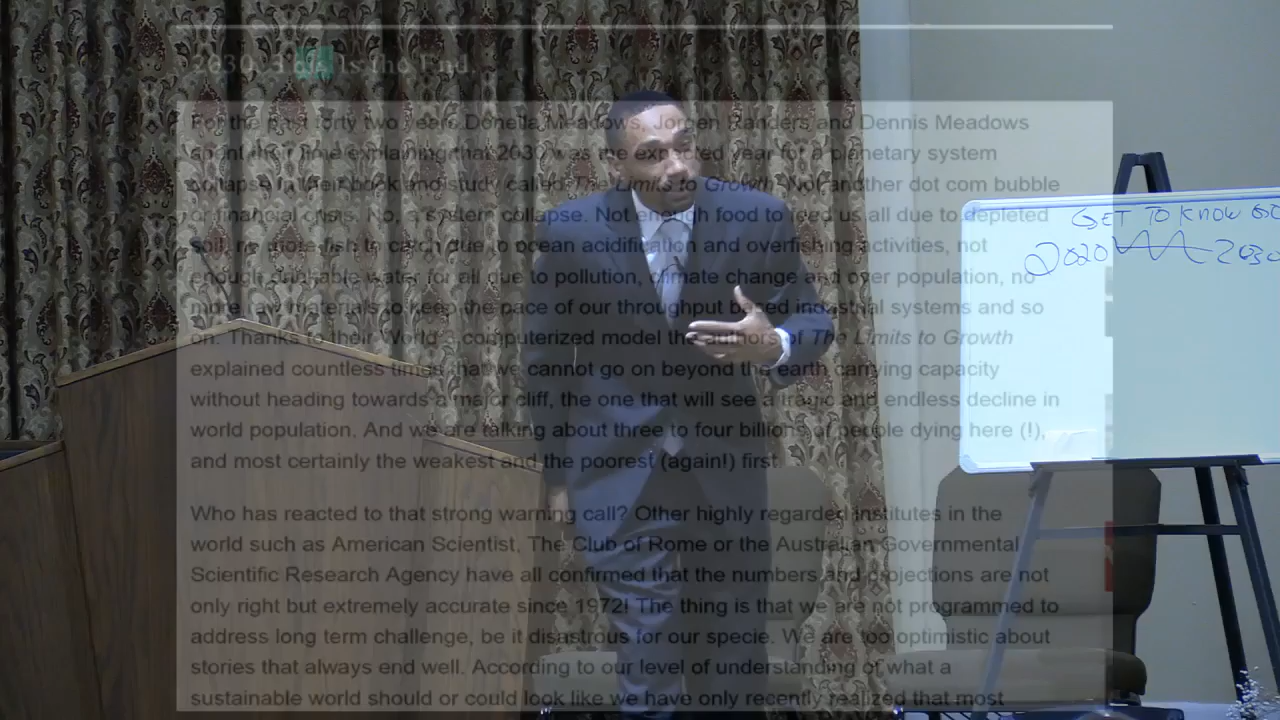 2030. This Is the End.
For the past forty two years Donella Meadows, Jorgen Randers and Dennis Meadows
spent their time explaining that 2030 was the expected year for a planetary system
collapse in their book and study called The Limits to Growth. Not another dot com bubble
or financial crisis. No, a system collapse. Not enough food to feed us all due to depleted
soil, no more fish to catch due to ocean acidification and overfishing activities, not
enough drinkable water for all due to pollution, climate change and over population, no
more raw materials to keep the pace of our throughput based industrial systems and so
on. Thanks to their World 3 computerized model the authors of The Limits to Growth
explained countless times that we cannot go on beyond the earth carrying capacity
without heading towards a major cliff, the one that will see a tragic and endless decline in
world population. And we are talking about three to four billions of people dying here (!),
and most certainly the weakest and the poorest (again!) first.
Who has reacted to that strong warning call? Other highly regarded institutes in the
world such as American Scientist, The Club of Rome or the Australian Governmental
Scientific Research Agency have all confirmed that the numbers and projections are not
only right but extremely accurate since 1972! The thing is that we are not programmed to
address long term challenge, be it disastrous for our specie. We are too optimistic about
stories that always end well. According to our level of understanding of what a
sustainable world should or could look like we have only recently realized that most
GET TO KNOW GO
2020 2030